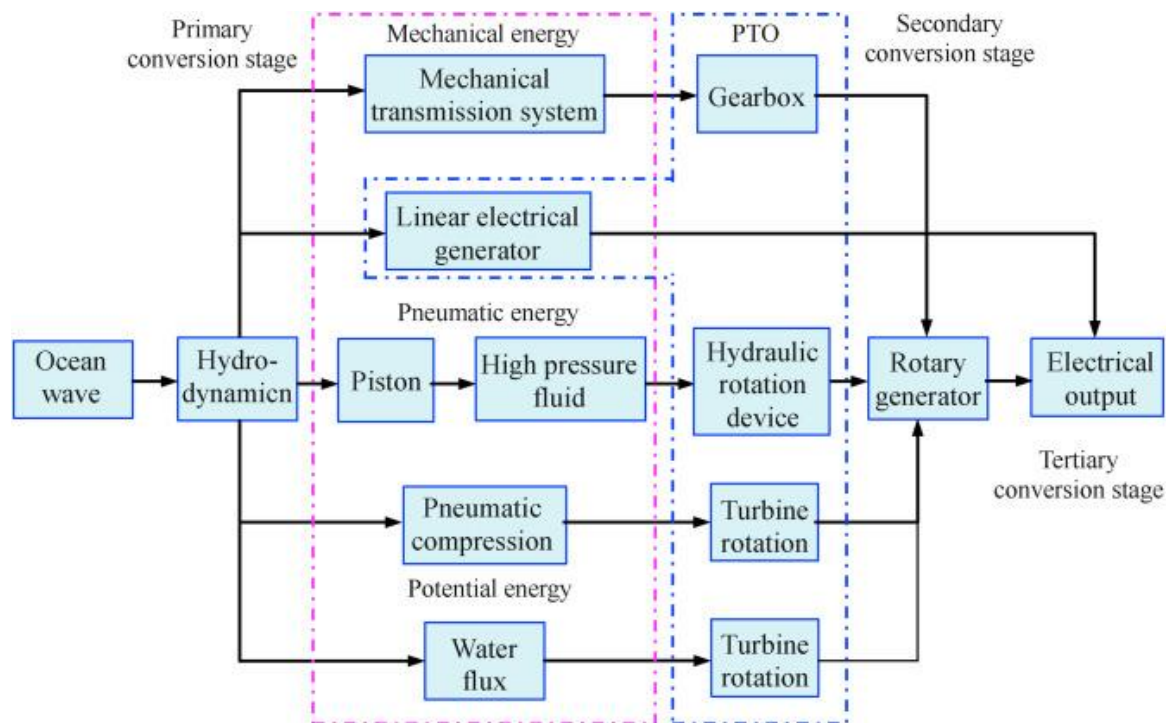 Primary
conversion stage
Mechanical energy
PTO
Secondary
conversion stage
Mechanical
transmission system
Gearbox
Linear electrical
generator
Pneumatic energy
Ocean
wave
Hydro-
dynamicn
Piston
High pressure
fluid
Hydraulic
rotation
device
Rotary
generator
Electrical
output
Tertiary
conversion stage
Pneumatic
compression
Turbine
rotation
Potential energy
Water
flux
Turbine
rotation